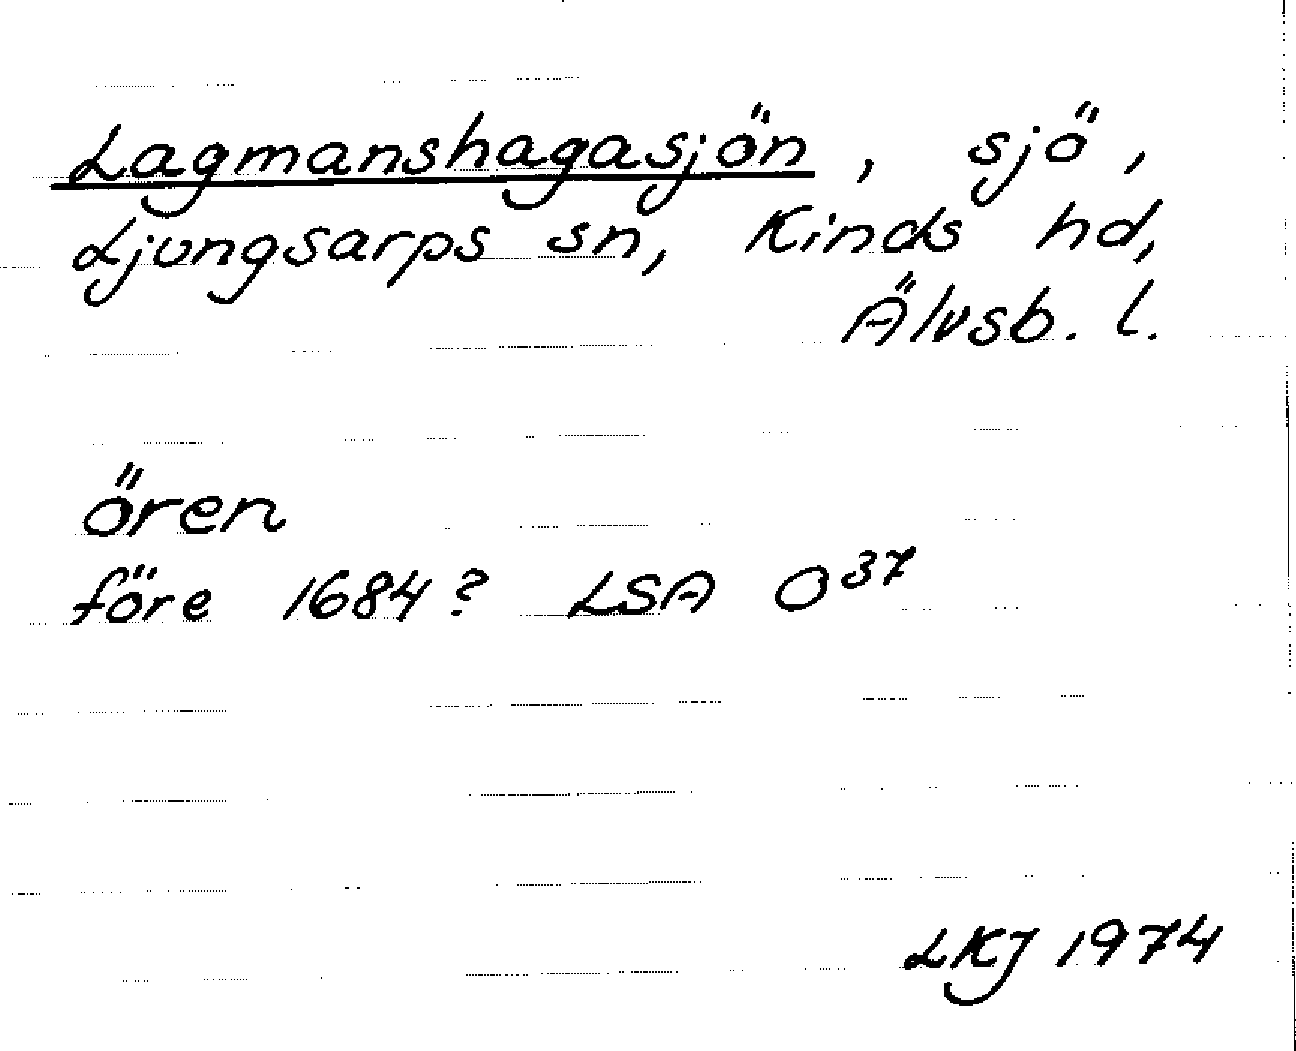 Lagmanshagasjön, sjö,
Ljungsarps sn, Kinds hd,
Älvsb. l.
ören
före 1684? LSA O37
LKJ 1974